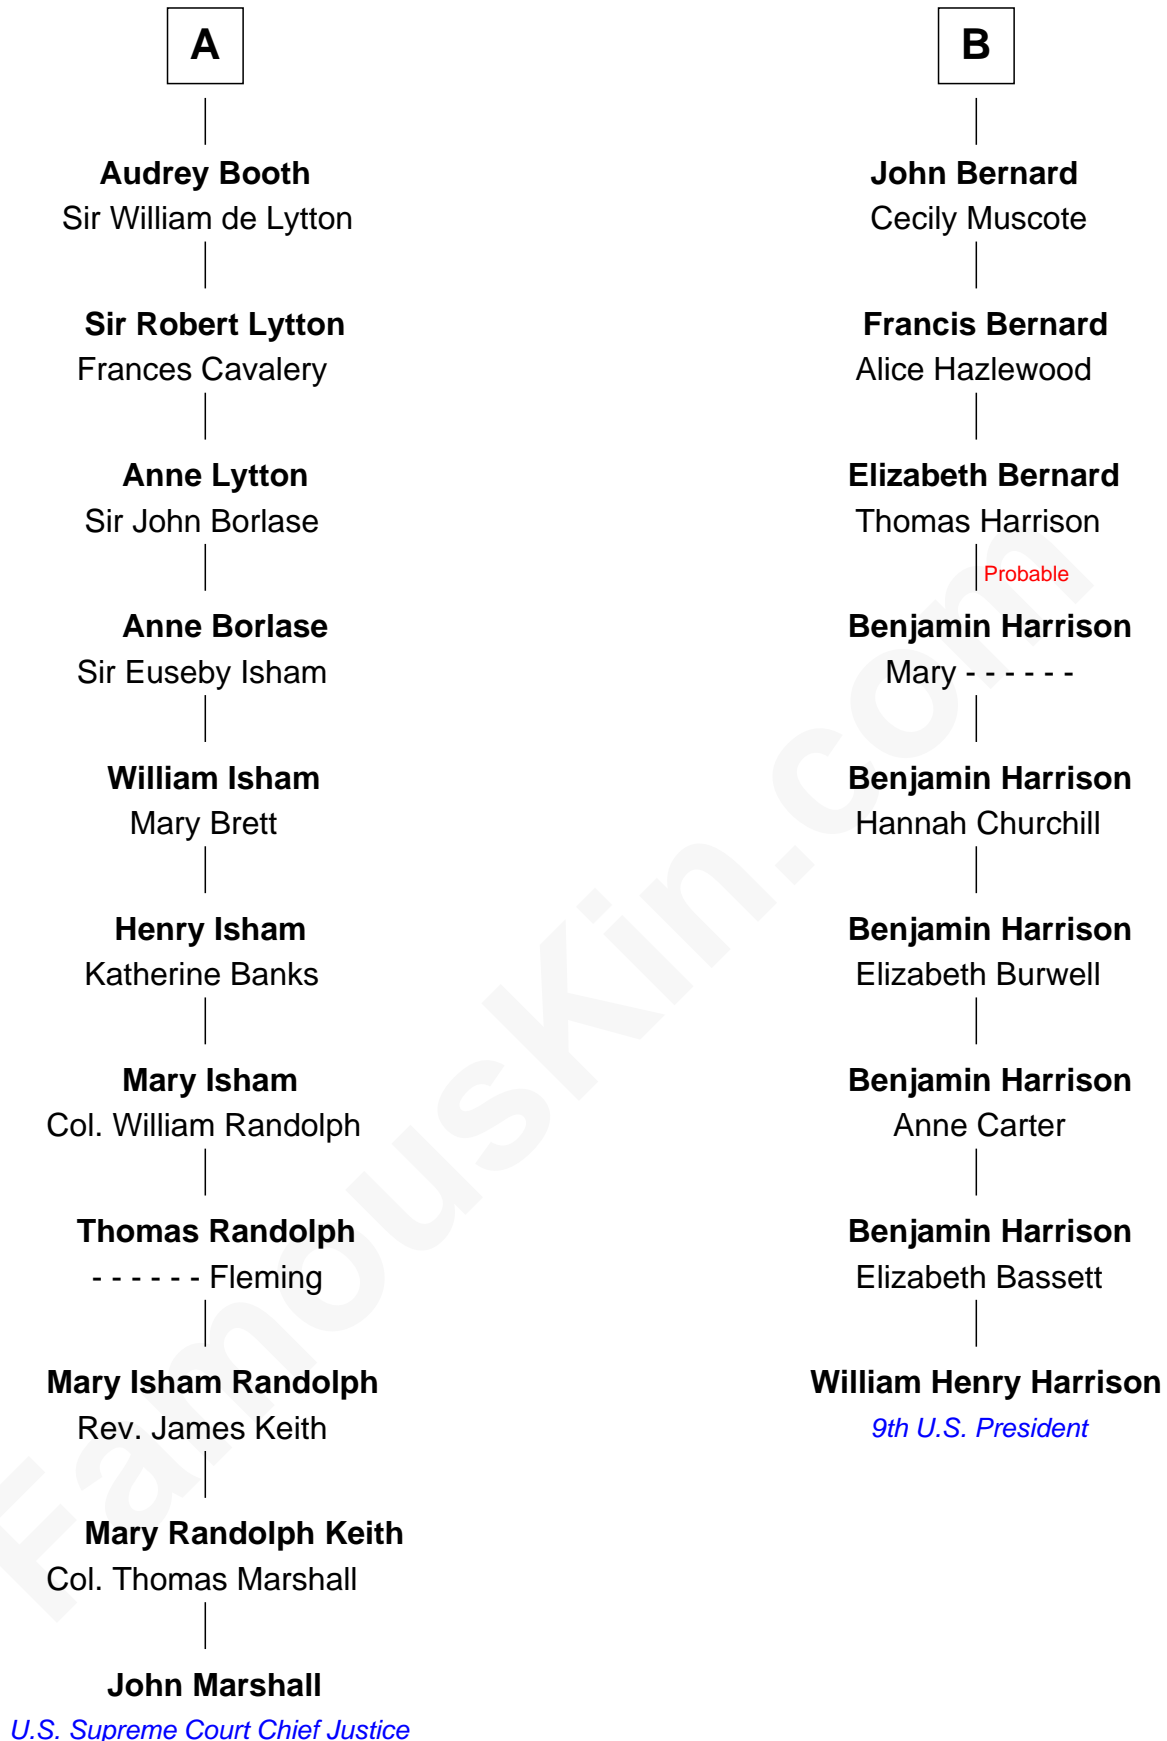 A
Audrey Booth
Sir William de Lytton
Sir Robert Lytton
Frances Cavalery
Anne Lytton
Sir John Borlase
Anne Borlase
Sir Euseby Isham
William Isham
Mary Brett
Henry Isham
Katherine Banks
Mary Isham
Col. William Randolph
Thomas Randolph
- - - - - - Fleming
Mary Isham Randolph
Rev. James Keith
Mary Randolph Keith
Col. Thomas Marshall
John Marshall
U.S. Supreme Court Chief Justice
B
John Bernard
Cecily Muscote
Francis Bernard
Alice Hazlewood
Elizabeth Bernard
Thomas Harrison
Probable
Benjamin Harrison
Mary - - - - - -
Benjamin Harrison
Hannah Churchill
Benjamin Harrison
Elizabeth Burwell
Benjamin Harrison
Anne Carter
Benjamin Harrison
Elizabeth Bassett
William Henry Harrison
9th U.S. President
FamousKin.com